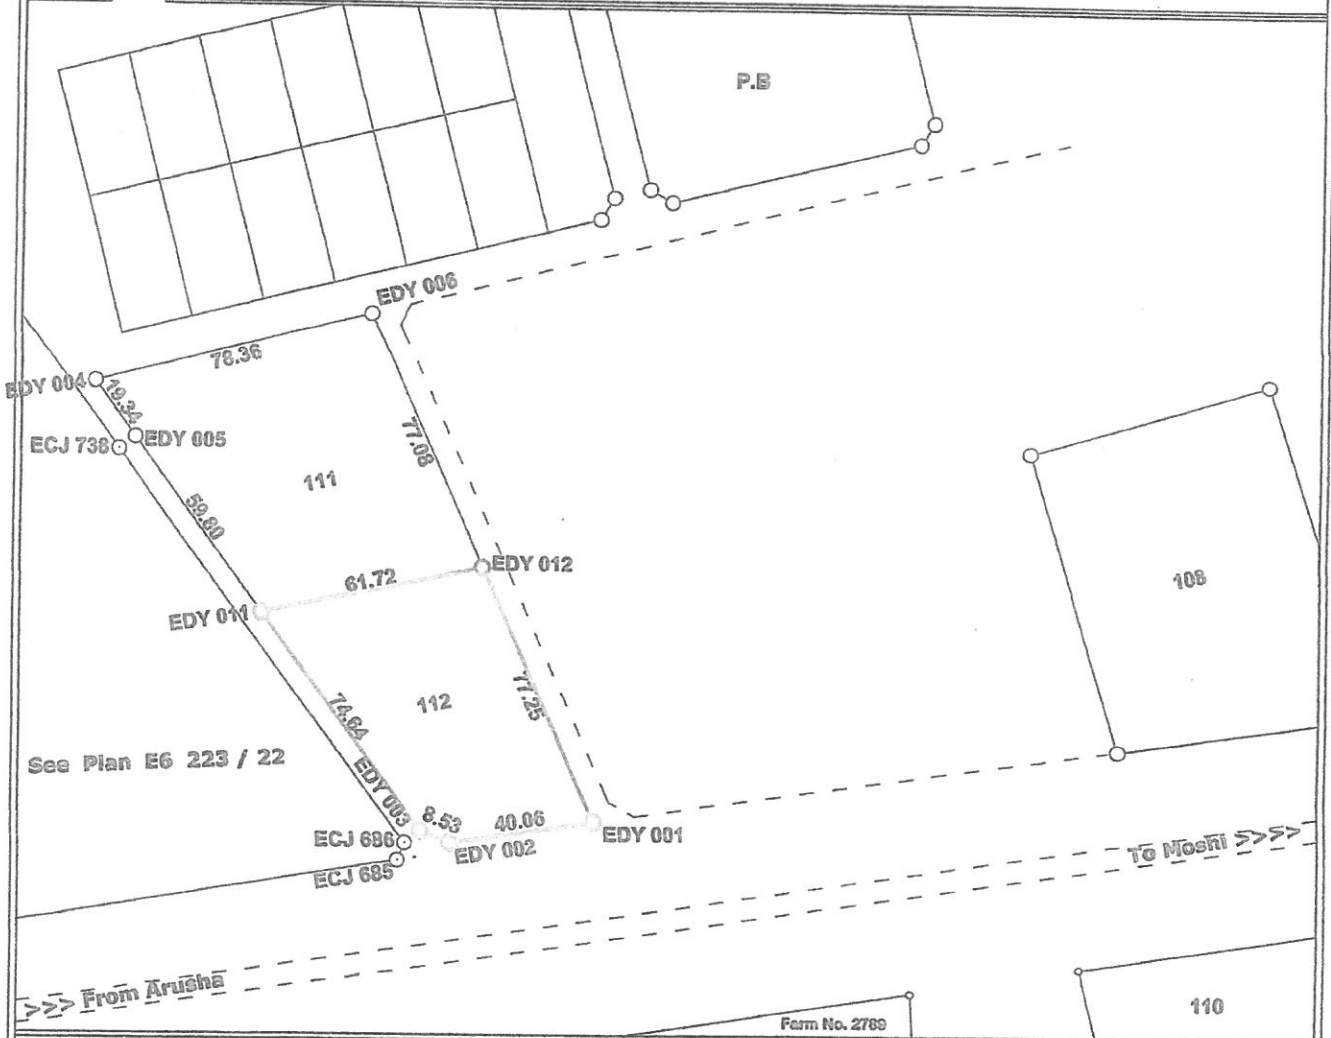 P.B
EDY 006
78.36
EDY 004
19.34
EDY 005
ECJ 738
77.08
111
59.80
EDY 012
61.72
108
EDY 011
77.25
112
74.64
See Plan E6 223 / 22
EDY 003
8.53
40.06
EDY 001
ECJ 686
EDY 002
ECJ 685
To Moshi >>>>
>>> From Arusha
110
Farm No. 2789